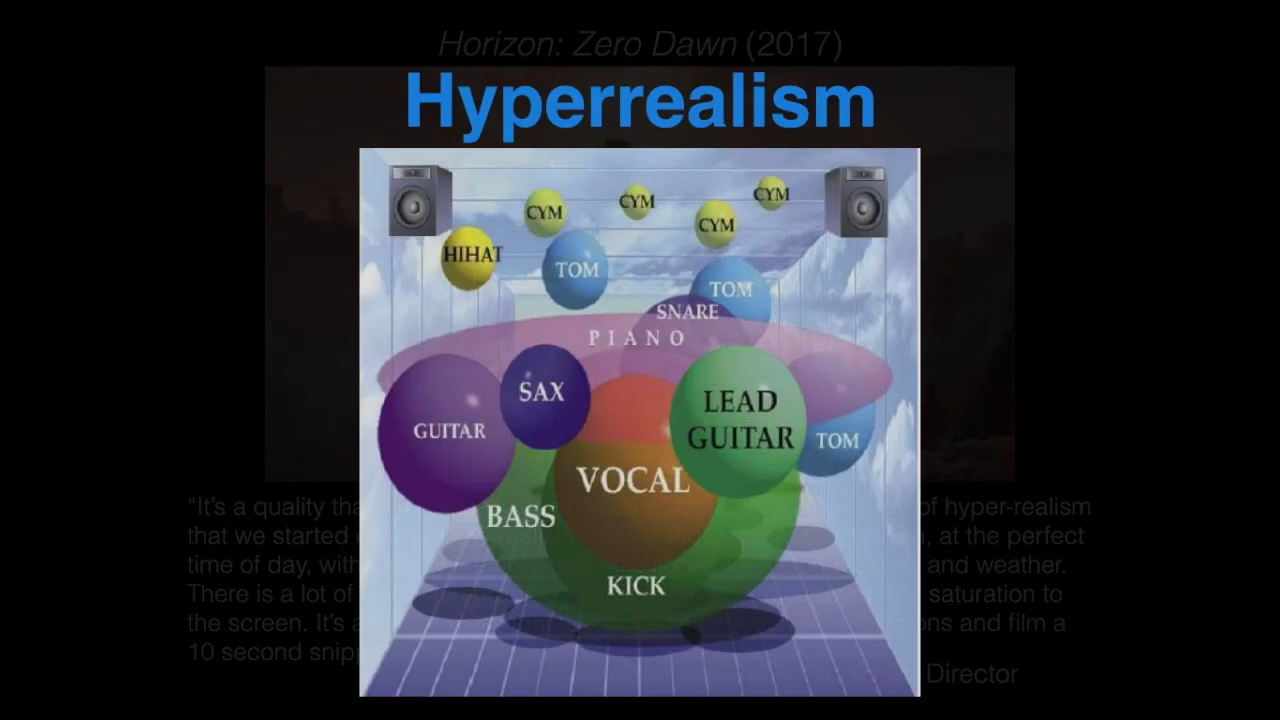 Horizon: Zero Dawn (2017)
Hyperrealism
CYM
CYM
CYM
CYM
HIHAT
TOM
TOM
SNARE
PIANO
SAX
LEAD
GUITAR
GUITAR
TOM
VOCAL
BASS
KICK
“It’s a quality tha of hyper-realism
that we started , at the perfect
time of day, with and weather.
There is a lot of saturation to
the screen. It’s ons and film a
10 second snip
Director